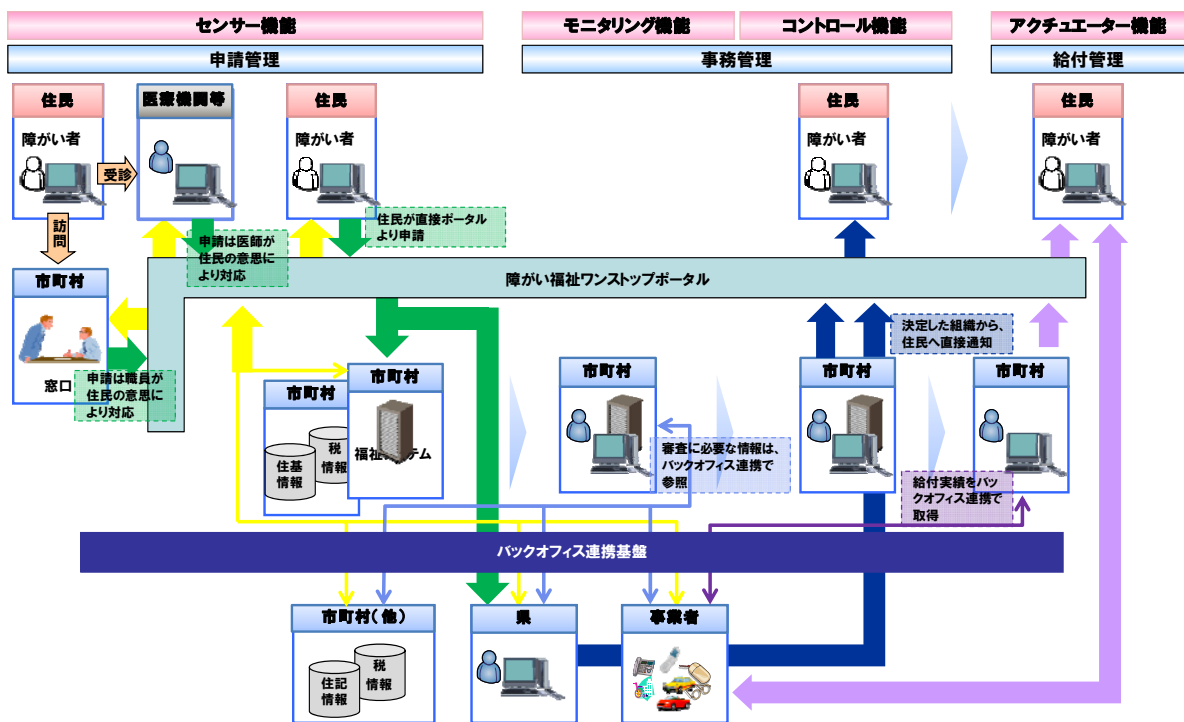 センサー機能
モニタリング機能
コントロール機能
アクチュエーター機能
申請管理
事務管理
給付管理
住民
障がい者
受診
医療機関等
住民
障がい者
住民
障がい者
住民
障がい者
訪問
申請は医師が
住民の意思に
より対応
住民が直接ポータル
より申請
障がい福祉ワンストップポータル
市町村
窓口
申請は職員が
住民の意思に
より対応
市町村
住基
情報
税
情報
市町村
福祉システム
市町村
審査に必要な情報は、
バックオフィス連携で
参照
市町村
決定した組織から、
住民へ直接通知
市町村
給付実績をバッ
クオフィス連携で
取得
バックオフィス連携基盤
市町村(他)
住記
情報
税
情報
県
事業者